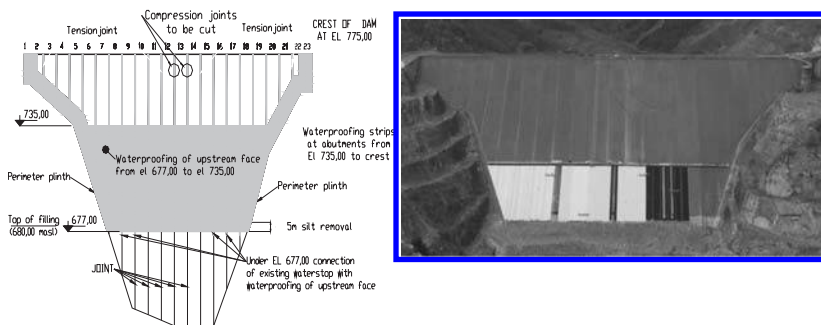 Compression joints
to be cut
CREST OF DAM
AT EL 775,00
Tension joint
Tension joint
1 2 3 4 5 6 7 8 9 10 11 12 13 14 15 16 17 18 19 20 21 22 23
735,00
Waterproofing strips
at abutments from
El 735,00 to crest
Waterproofing of upstream face
from el 677,00 to el 735,00
Perimeter plinth
Perimeter plinth
Top of filling
(680,00 masl)
677,00
5m silt removal
JOINT
Under EL 677,00 connection
of existing waterstop with
waterproofing of upstream face